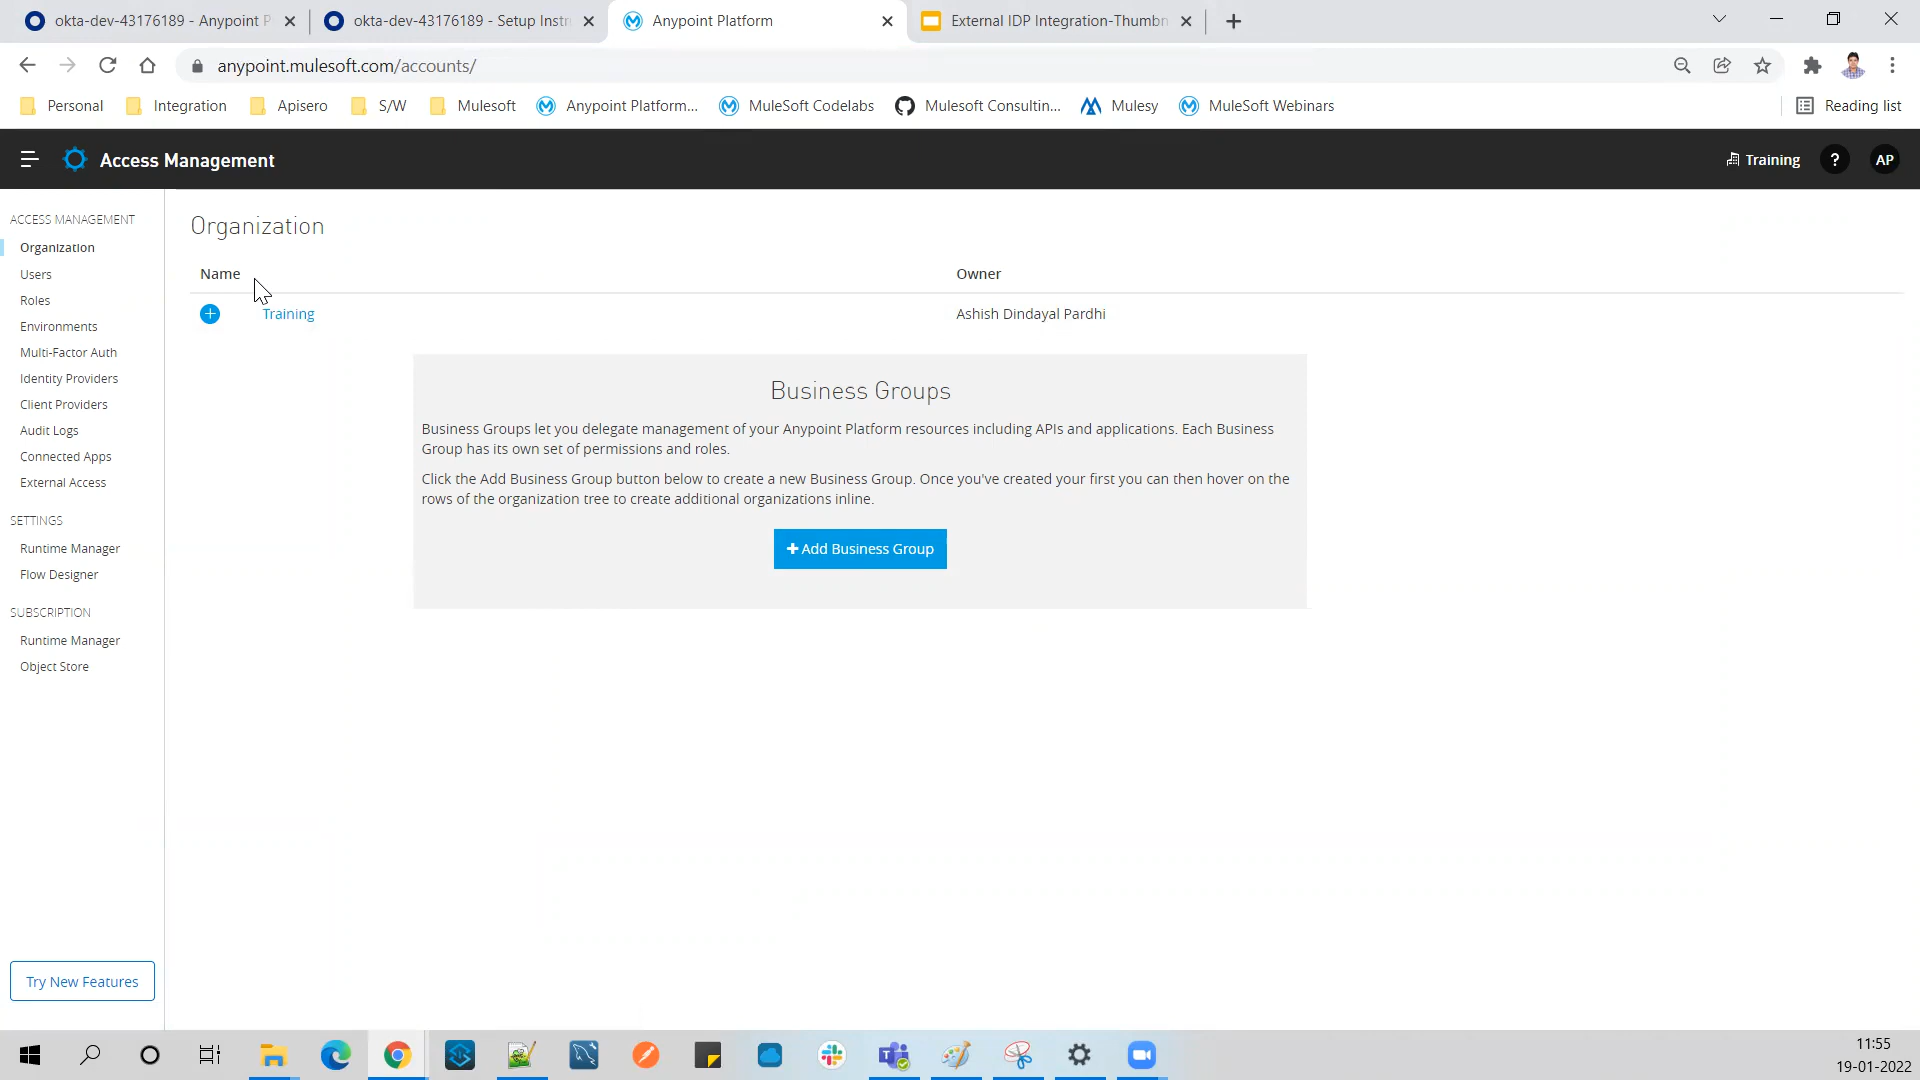 okta-dev-43176189 - Anypoint P
okta-dev-43176189 - Setup Instr
Anypoint Platform
External IDP Integration-Thumbn
anypoint.mulesoft.com/accounts/
Personal
Integration
Apisero
S/W
Mulesoft
Anypoint Platform...
MuleSoft Codelabs
Mulesoft Consultin...
Mulesy
MuleSoft Webinars
Reading list
Access Management
Training
?
AP
ACCESS MANAGEMENT
Organization
Users
Roles
Environments
Multi-Factor Auth
Identity Providers
Client Providers
Audit Logs
Connected Apps
External Access
SETTINGS
Runtime Manager
Flow Designer
SUBSCRIPTION
Runtime Manager
Object Store
Try New Features
Organization
Name
Owner
Training
Ashish Dindayal Pardhi
Business Groups
Business Groups let you delegate management of your Anypoint Platform resources including APIs and applications. Each Business
Group has its own set of permissions and roles.
Click the Add Business Group button below to create a new Business Group. Once you've created your first you can then hover on the
rows of the organization tree to create additional organizations inline.
Add Business Group
11:55
19-01-2022